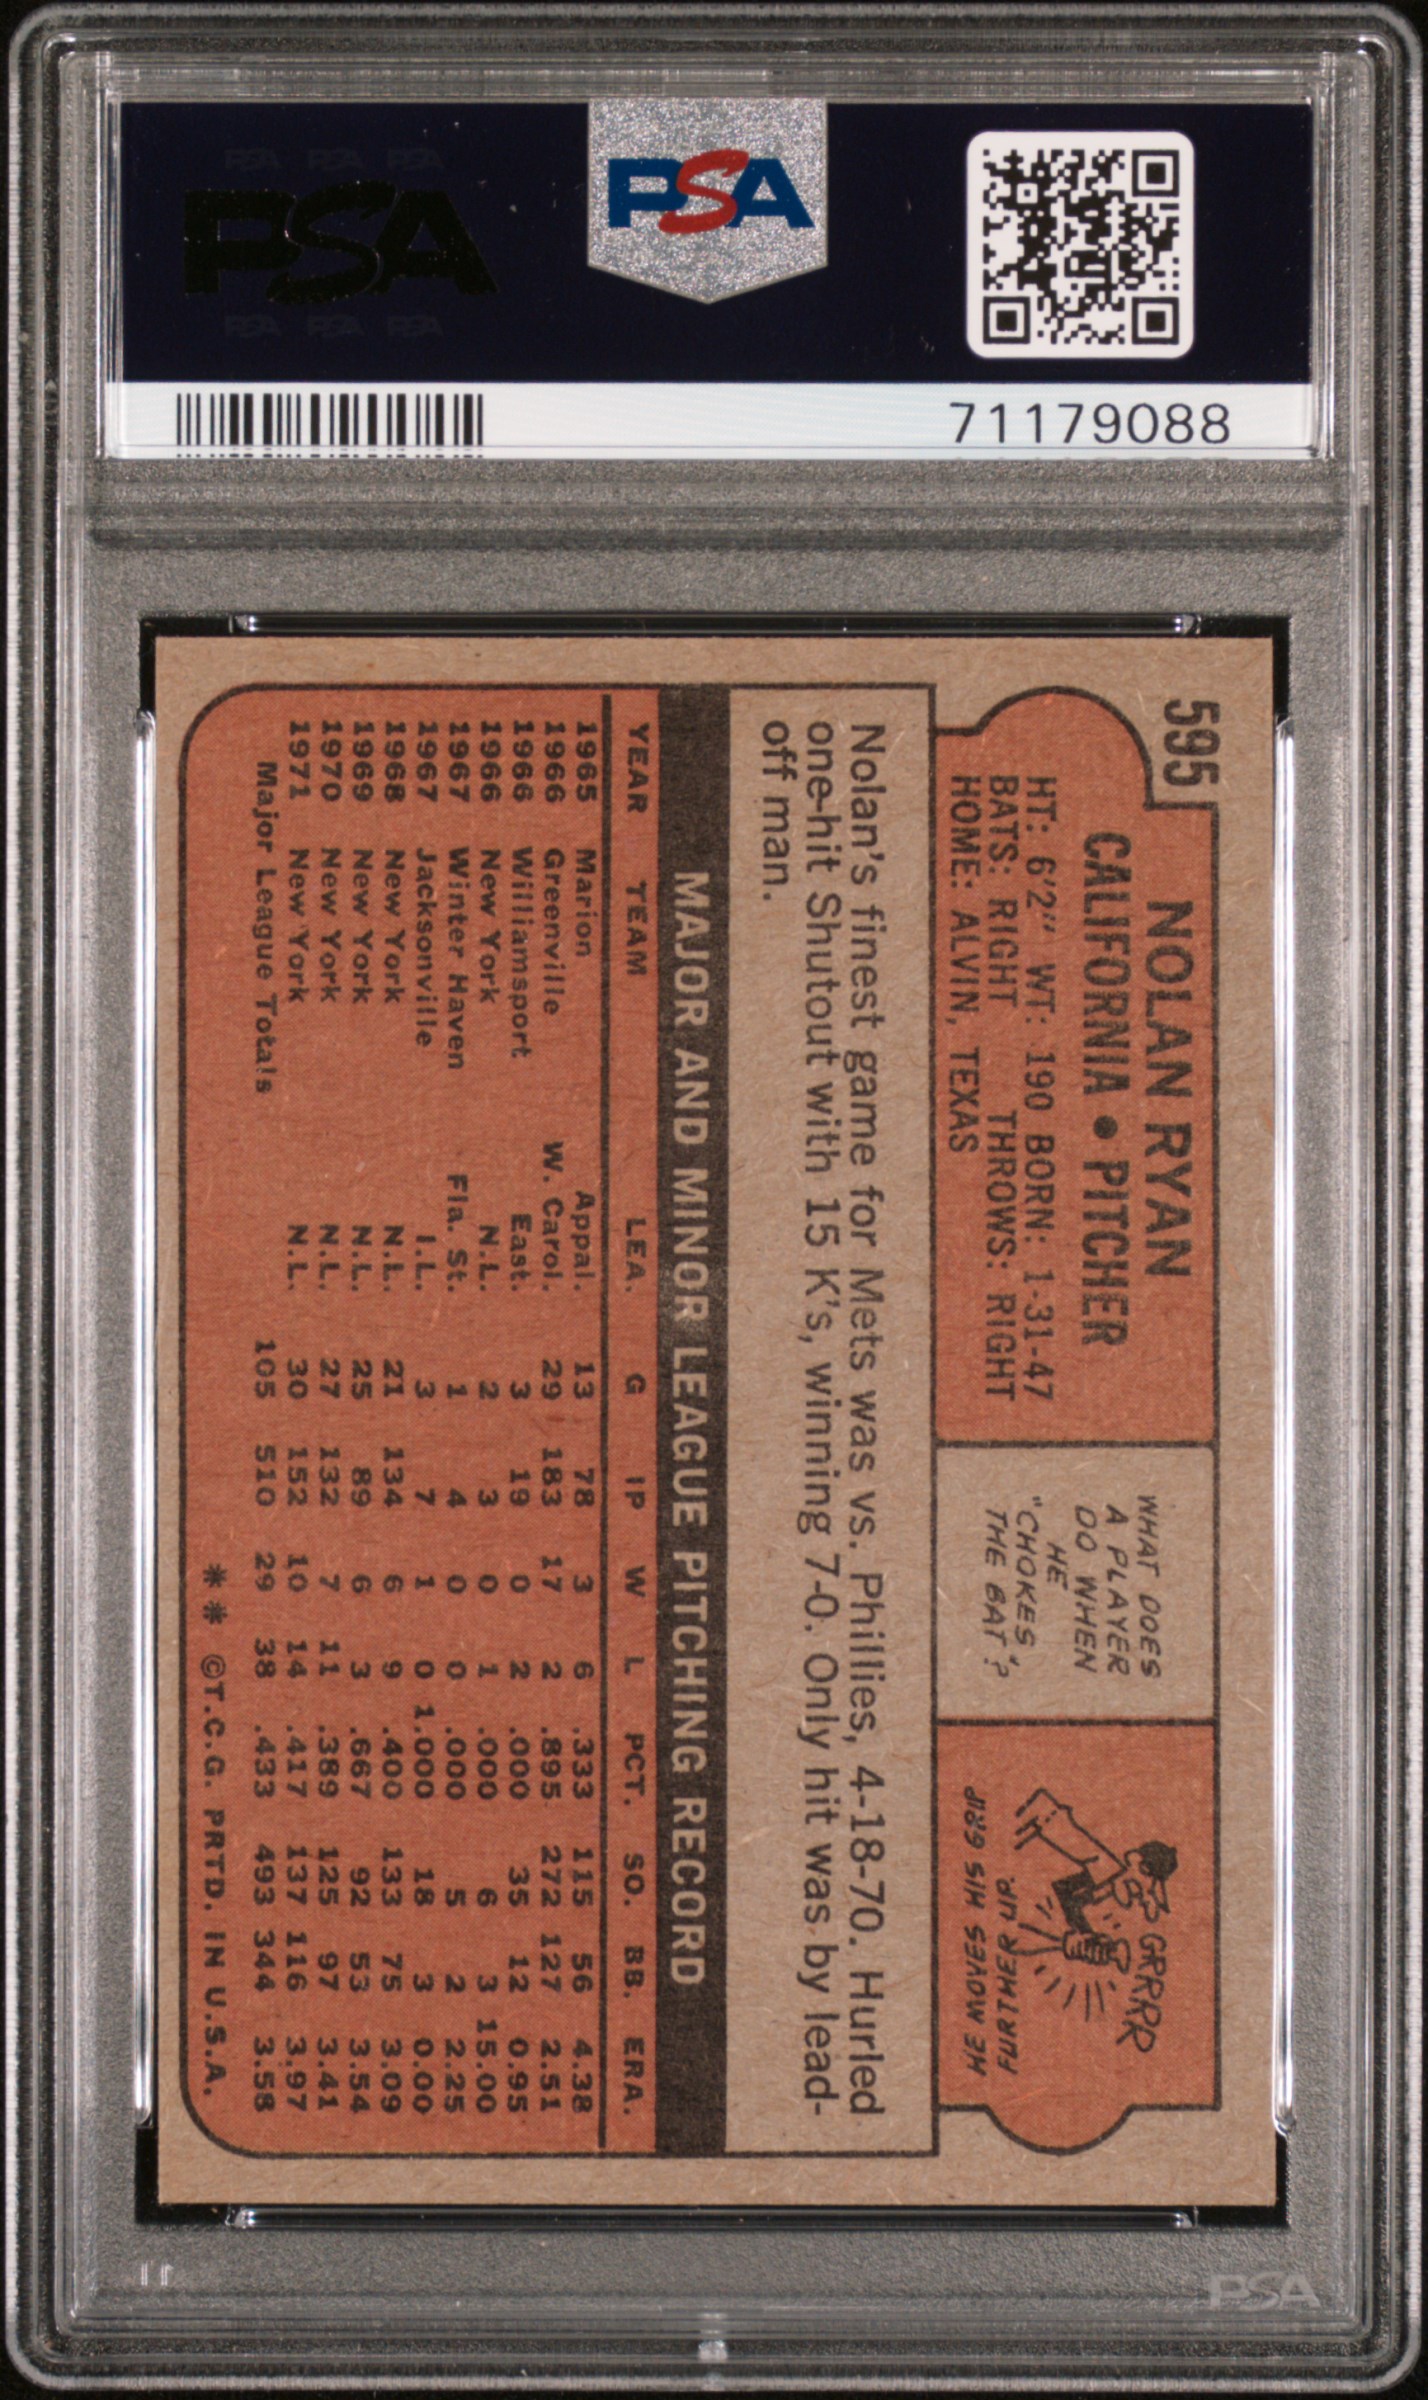 PSA PSA PSA
PSA
PSA PSA PSA
PSA
71179088
595
NOLAN RYAN
CALIFORNIA • PITCHER
HT: 6'2" WT: 190 BORN: 1-31-47
BATS: RIGHT THROWS: RIGHT
HOME: ALVIN, TEXAS
WHAT DOES
A PLAYER
DO WHEN
HE
"CHOKES
THE BAT"?
GRRRR
HE MOVES HIS GRIP
FURTHER UP.
Nolan's finest game for Mets was vs. Phillies, 4-18-70. Hurled
one-hit Shutout with 15 K's, winning 7-0. Only hit was by lead-
off man.
MAJOR AND MINOR LEAGUE PITCHING RECORD
YEAR TEAM LEA. G IP W L PCT. SO. BB. ERA.
1965 Marion Appal. 13 78 3 6 .333 115 56 4.38
1966 Greenville W. Carol. 29 183 17 2 .895 272 127 2.51
1966 Williamsport East. 3 19 0 2 .000 35 12 0.95
1966 New York N.L. 2 3 0 1 .000 6 3 15.00
1967 Winter Haven Fla. St. 1 4 0 0 .000 5 2 2.25
1967 Jacksonville I.L. 3 7 1 0 1.000 18 3 0.00
1968 New York N.L. 21 134 6 9 .400 133 75 3.09
1969 New York N.L. 25 89 6 3 .667 92 53 3.54
1970 New York N.L. 27 132 7 11 .389 125 97 3.41
1971 New York N.L. 30 152 10 14 .417 137 116 3.97
Major League Totals 105 510 29 38 .433 493 344 3.58
** ©T.C.G. PRTD. IN U.S.A.
PSA